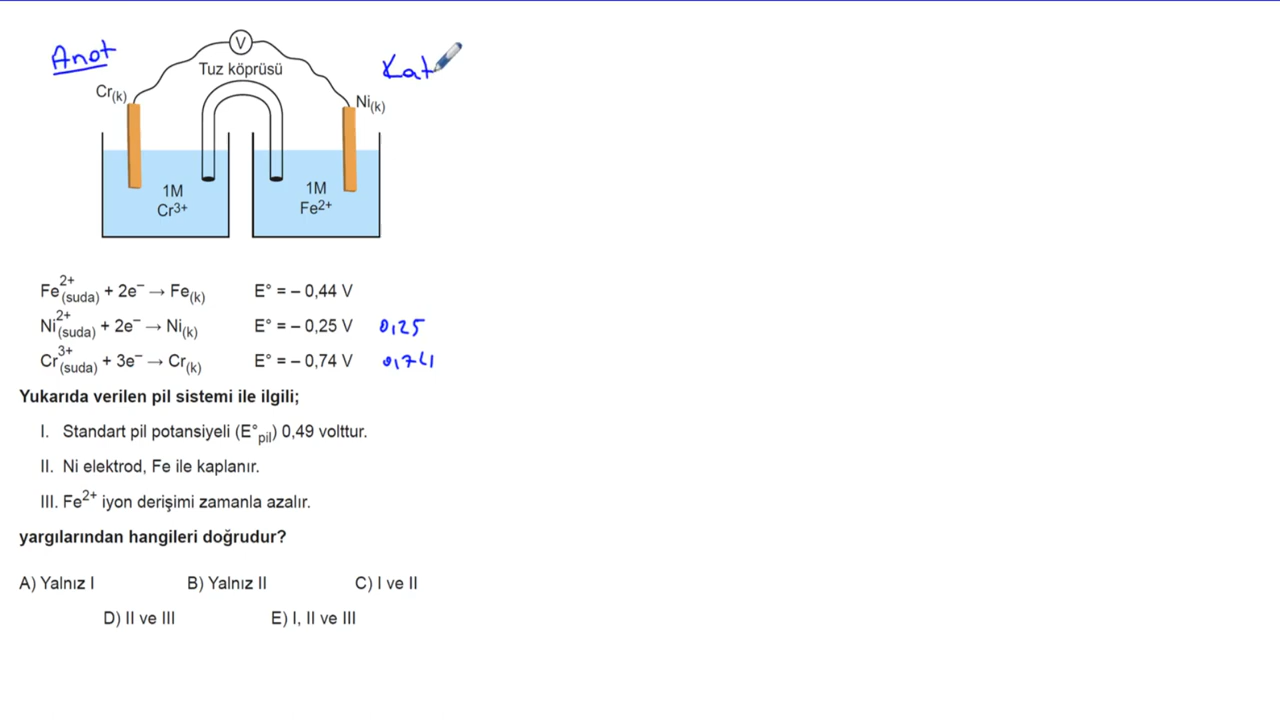 Anot
V
Tuz köprüsü
Kat
Cr(k)
Ni(k)
1M
Cr3+
1M
Fe2+
Fe2+(suda) + 2e− → Fe(k) E° = − 0,44 V
Ni2+(suda) + 2e− → Ni(k) E° = − 0,25 V 0,25
Cr3+(suda) + 3e− → Cr(k) E° = − 0,74 V 0,74
Yukarıda verilen pil sistemi ile ilgili;
I. Standart pil potansiyeli (E°pil) 0,49 volttur.
II. Ni elektrod, Fe ile kaplanır.
III. Fe2+ iyon derişimi zamanla azalır.
yargılarından hangileri doğrudur?
A) Yalnız I B) Yalnız II C) I ve II
D) II ve III E) I, II ve III